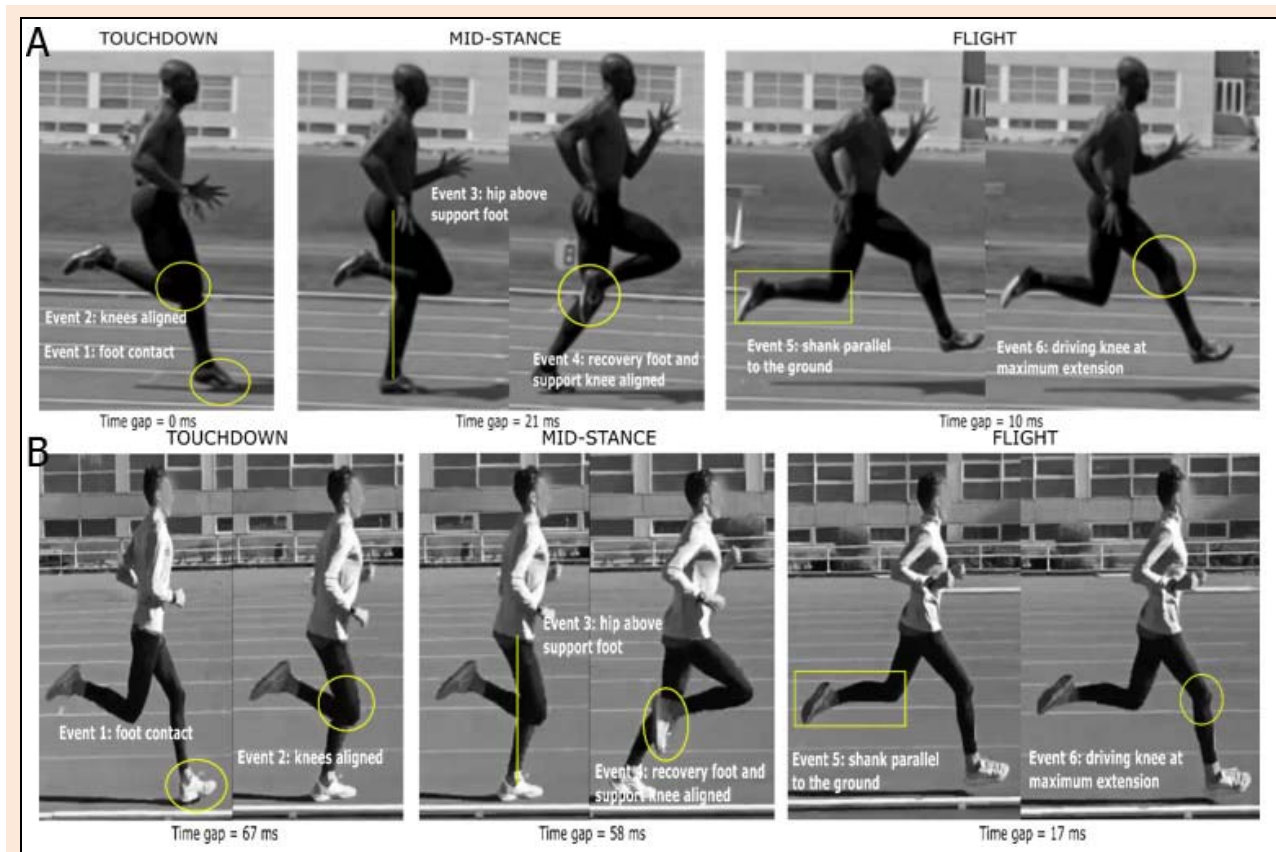 A
TOUCHDOWN
MID-STANCE
FLIGHT
Event 2: knees aligned
Event 1: foot contact
Event 3: hip above
support foot
Event 4: recovery foot and
support knee aligned
Event 5: shank parallel
to the ground
Event 6: driving knee at
maximum extension
Time gap = 0 ms
Time gap = 21 ms
Time gap = 10 ms
B
TOUCHDOWN
MID-STANCE
FLIGHT
Event 1: foot contact
Event 2: knees aligned
Event 3: hip above
support foot
Event 4: recovery foot and
support knee aligned
Event 5: shank parallel
to the ground
Event 6: driving knee at
maximum extension
Time gap = 67 ms
Time gap = 58 ms
Time gap = 17 ms